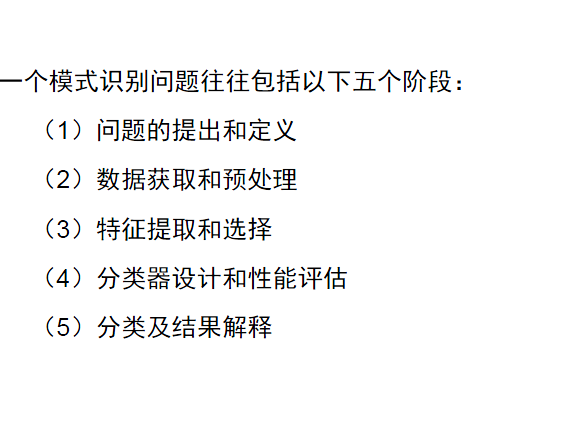 一个模式识别问题往往包括以下五个阶段：
（1）问题的提出和定义
（2）数据获取和预处理
（3）特征提取和选择
（4）分类器设计和性能评估
（5）分类及结果解释